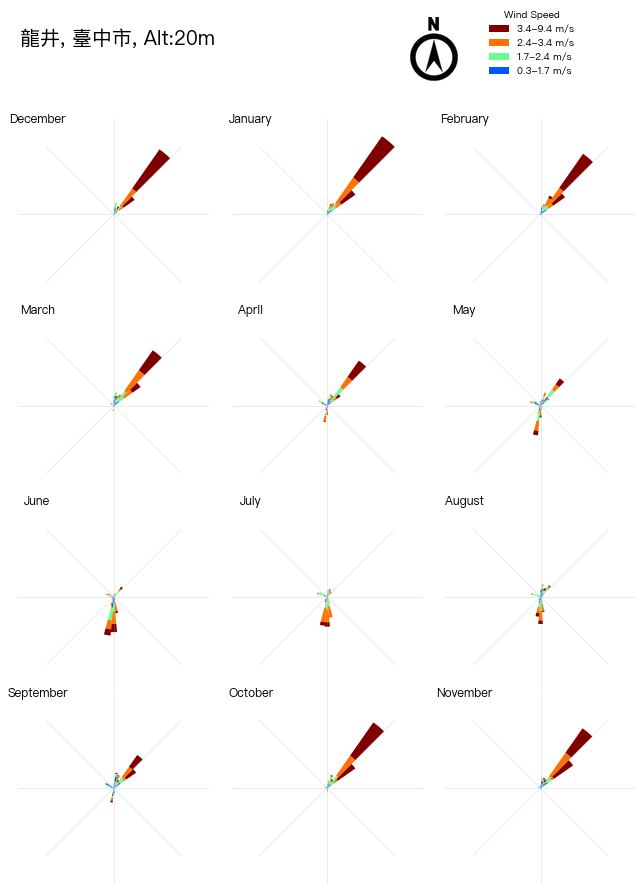 龍井, 臺中市, Alt:20m
N
Wind Speed
3.4–9.4 m/s
2.4–3.4 m/s
1.7–2.4 m/s
0.3–1.7 m/s
December
January
February
March
April
May
June
July
August
September
October
November